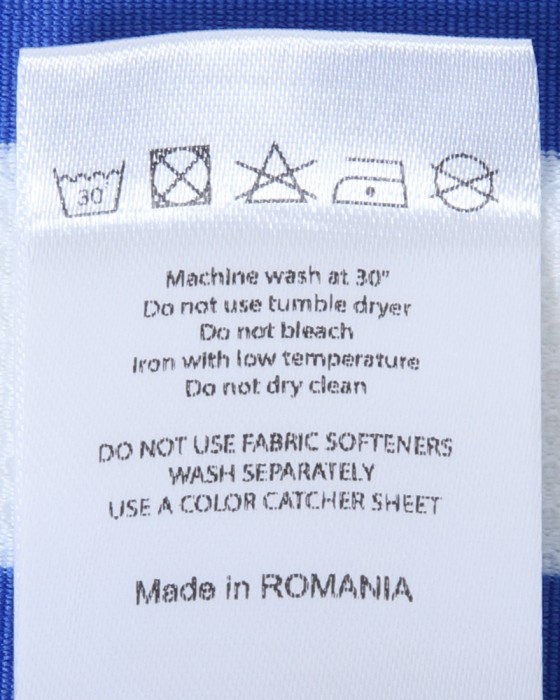 30
Machine wash at 30"
Do not use tumble dryer
Do not bleach
Iron with low temperature
Do not dry clean
DO NOT USE FABRIC SOFTENERS
WASH SEPARATELY
USE A COLOR CATCHER SHEET
Made in ROMANIA